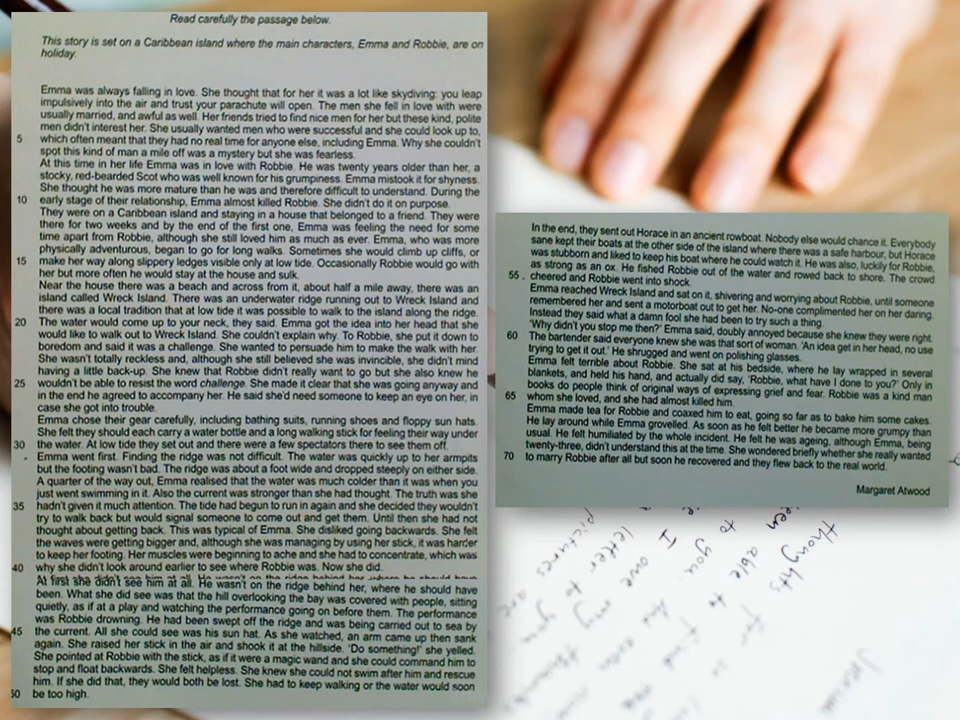 Read carefully the passage below.
This story is set on a Caribbean island where the main characters, Emma and Robbie, are on
holiday.
Emma was always falling in love. She thought that for her it was a lot like skydiving: you leap
impulsively into the air and trust your parachute will open. The men she fell in love with were
usually married, and awful as well. Her friends tried to find nice men for her but these kind, polite
men didn't interest her. She usually wanted men who were successful and she could look up to,
5 which often meant that they had no real time for anyone else, including Emma. Why she couldn't
spot this kind of man a mile off was a mystery but she was fearless.
At this time in her life Emma was in love with Robbie. He was twenty years older than her, a
stocky, red-bearded Scot who was well known for his grumpiness. Emma mistook it for shyness.
She thought he was more mature than he was and therefore difficult to understand. During the
10 early stage of their relationship, Emma almost killed Robbie. She didn't do it on purpose.
They were on a Caribbean island and staying in a house that belonged to a friend. They were
there for two weeks and by the end of the first one, Emma was feeling the need for some
time apart from Robbie, although she still loved him as much as ever. Emma, who was more
physically adventurous, began to go for long walks. Sometimes she would climb up cliffs, or
15 make her way along slippery ledges visible only at low tide. Occasionally Robbie would go with
her but more often he would stay at the house and sulk.
Near the house there was a beach and across from it, about half a mile away, there was an
island called Wreck Island. There was an underwater ridge running out to Wreck Island and
there was a local tradition that at low tide it was possible to walk to the island along the ridge.
20 The water would come up to your neck, they said. Emma got the idea into her head that she
would like to walk out to Wreck Island. She couldn't explain why. To Robbie, she put it down to
boredom and said it was a challenge. She wanted to persuade him to make the walk with her.
She wasn't totally reckless and, although she still believed she was invincible, she didn't mind
having a little back-up. She knew that Robbie didn't really want to go but she also knew he
25 wouldn't be able to resist the word challenge. She made it clear that she was going anyway and
in the end he agreed to accompany her. He said she'd need someone to keep an eye on her, in
case she got into trouble.
Emma chose their gear carefully, including bathing suits, running shoes and floppy sun hats.
She felt they should each carry a water bottle and a long walking stick for feeling their way under
30 the water. At low tide they set out and there were a few spectators there to see them off.
Emma went first. Finding the ridge was not difficult. The water was quickly up to her armpits
but the footing wasn't bad. The ridge was about a foot wide and dropped steeply on either side.
A quarter of the way out, Emma realised that the water was much colder than it was when you
just went swimming in it. Also the current was stronger than she had thought. The truth was she
35 hadn't given it much attention. The tide had begun to run in again and she decided they wouldn't
try to walk back but would signal someone to come out and get them. Until then she had not
thought about getting back. This was typical of Emma. She disliked going backwards. She felt
the waves were getting bigger and, although she was managing by using her stick, it was harder
to keep her footing. Her muscles were beginning to ache and she had to concentrate, which was
40 why she didn't look around earlier to see where Robbie was. Now she did.
At first she didn't see him at all. He wasn't on the ridge behind her, where he should have
been. What she did see was that the hill overlooking the bay was covered with people, sitting
quietly, as if at a play and watching the performance going on before them. The performance
was Robbie drowning. He had been swept off the ridge and was being carried out to sea by
45 the current. All she could see was his sun hat. As she watched, an arm came up then sank
again. She raised her stick in the air and shook it at the hillside. 'Do something!' she yelled.
She pointed at Robbie with the stick, as if it were a magic wand and she could command him to
stop and float backwards. She felt helpless. She knew she could not swim after him and rescue
him. If she did that, they would both be lost. She had to keep walking or the water would soon
50 be too high.
In the end, they sent out Horace in an ancient rowboat. Nobody else would chance it. Everybody
sane kept their boats at the other side of the island where there was a safe harbour, but Horace
was stubborn and liked to keep his boat where he could watch it. He was also, luckily for Robbie,
as strong as an ox. He fished Robbie out of the water and rowed back to shore. The crowd
55 cheered and Robbie went into shock.
Emma reached Wreck Island and sat on it, shivering and worrying about Robbie, until someone
remembered her and sent a motorboat out to get her. No-one complimented her on her daring.
Instead they said what a damn fool she had been to try such a thing.
'Why didn't you stop me then?' Emma said, doubly annoyed because she knew they were right.
60 The bartender said everyone knew she was that sort of woman. 'An idea get in her head, no use
trying to get it out.' He shrugged and went on polishing glasses.
Emma felt terrible about Robbie. She sat at his bedside, where he lay wrapped in several
blankets, and held his hand, and actually did say, 'Robbie, what have I done to you?' Only in
books do people think of original ways of expressing grief and fear. Robbie was a kind man
65 whom she loved, and she had almost killed him.
Emma made tea for Robbie and coaxed him to eat, going so far as to bake him some cakes.
He lay around while Emma grovelled. As soon as he felt better he became more grumpy than
usual. He felt humiliated by the whole incident. He felt he was ageing, although Emma, being
twenty-three, didn't understand this at the time. She wondered briefly whether she really wanted
70 to marry Robbie after all but soon he recovered and they flew back to the real world.
Margaret Atwood
thoughts
able
to you
letter to
pictures